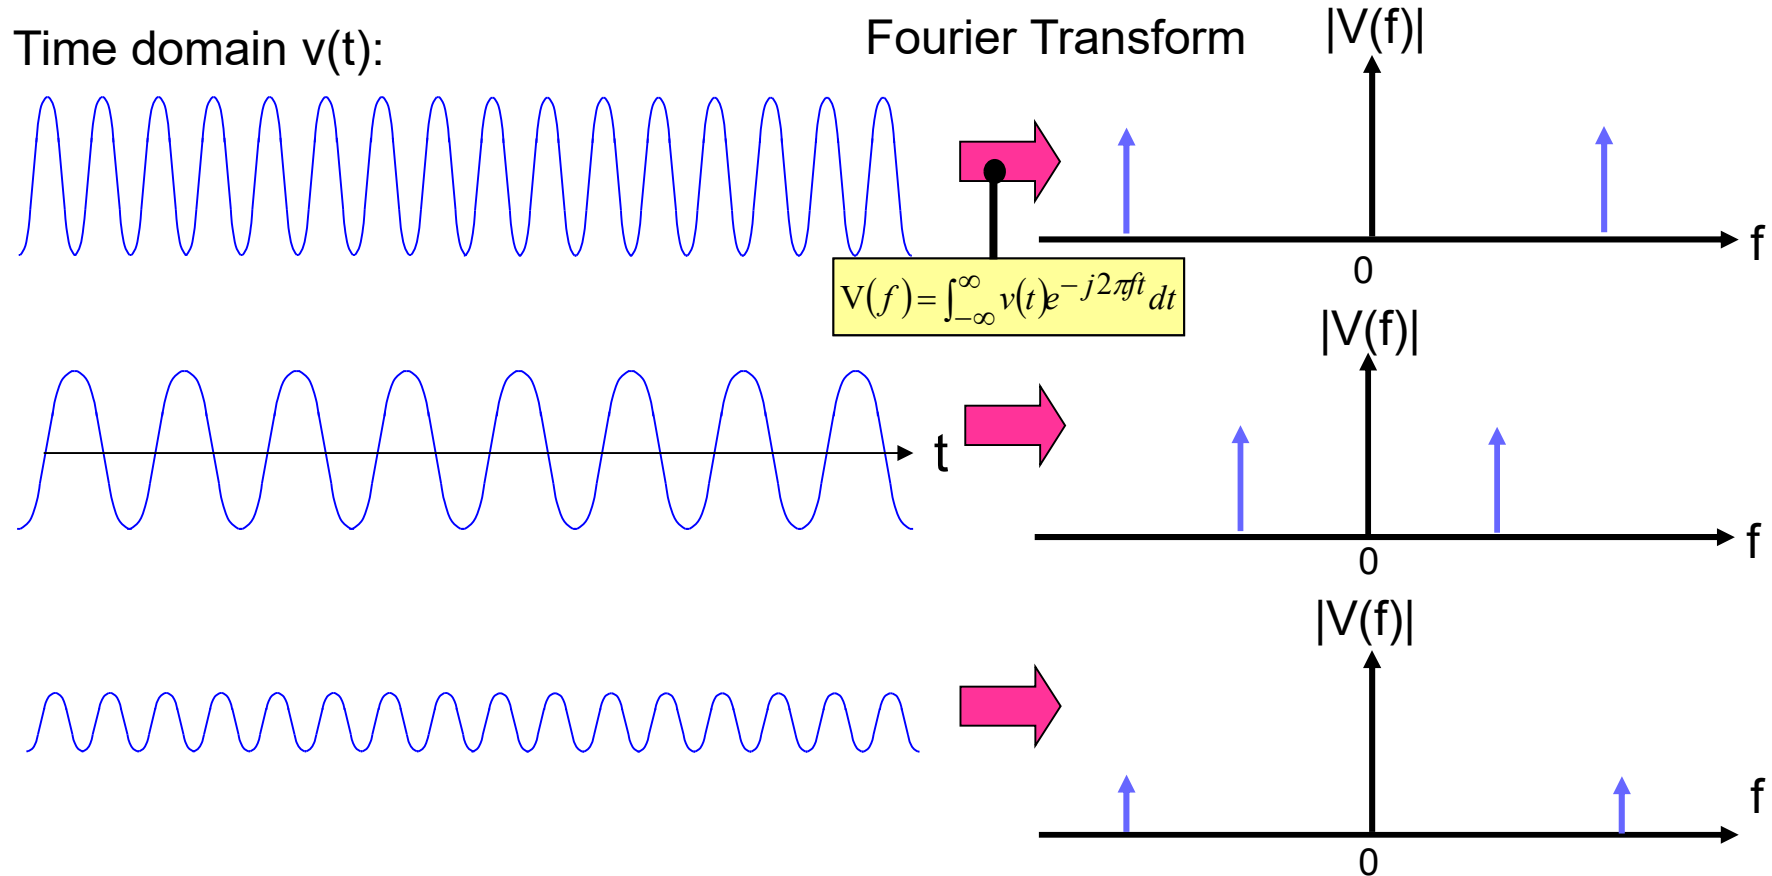 Time domain v(t):
Fourier Transform
|V(f)|
f
0
V(f)=∫_{-∞}^{∞} v(t)e^{-j2πft}dt
|V(f)|
t
f
0
|V(f)|
f
0